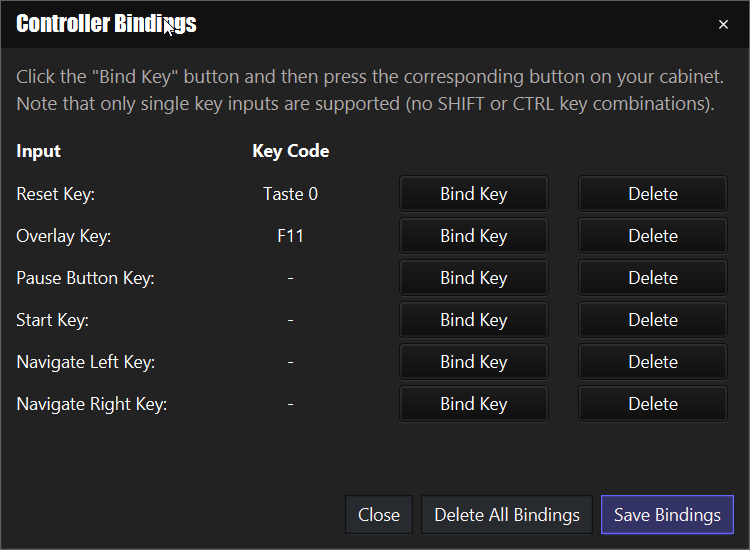 Controller Bindings
×
Click the "Bind Key" button and then press the corresponding button on your cabinet.
Note that only single key inputs are supported (no SHIFT or CTRL key combinations).
Input Key Code
Reset Key: Taste 0 Bind Key Delete
Overlay Key: F11 Bind Key Delete
Pause Button Key: - Bind Key Delete
Start Key: - Bind Key Delete
Navigate Left Key: - Bind Key Delete
Navigate Right Key: - Bind Key Delete
Close Delete All Bindings Save Bindings